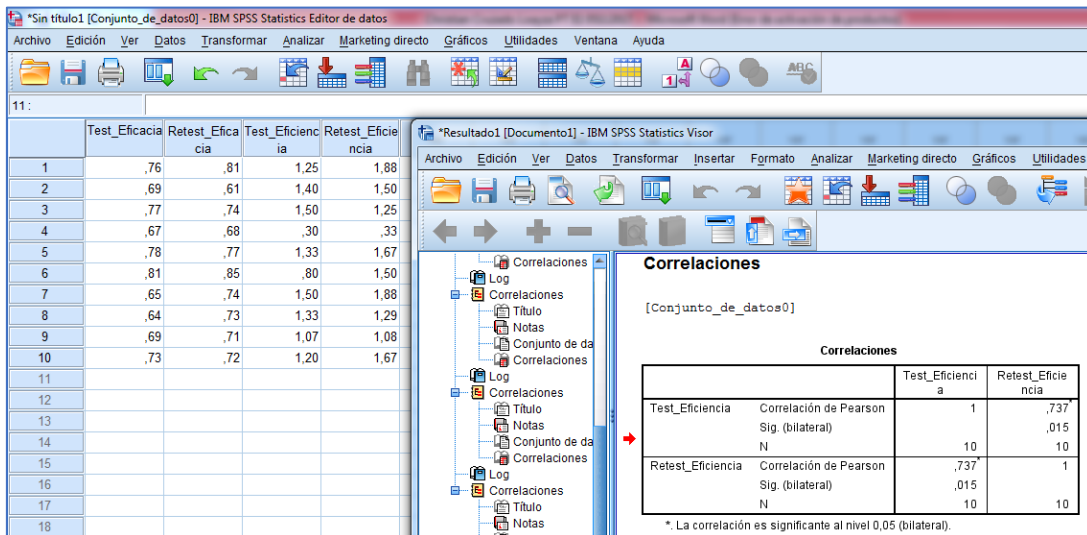 *Sin título1 [Conjunto_de_datos0] - IBM SPSS Statistics Editor de datos
Archivo Edición Ver Datos Transformar Analizar Marketing directo Gráficos Utilidades Ventana Ayuda
11 :
Test_Eficacia Retest_Eficacia Test_Eficiencia Retest_Eficiencia
1 ,76 ,81 1,25 1,88
2 ,69 ,61 1,40 1,50
3 ,77 ,74 1,50 1,25
4 ,67 ,68 ,30 ,33
5 ,78 ,77 1,33 1,67
6 ,81 ,85 ,80 1,50
7 ,65 ,74 1,50 1,88
8 ,64 ,73 1,33 1,29
9 ,69 ,71 1,07 1,08
10 ,73 ,72 1,20 1,67
11
12
13
14
15
16
17
18
*Resultado1 [Documento1] - IBM SPSS Statistics Visor
Archivo Edición Ver Datos Transformar Insertar Formato Analizar Marketing directo Gráficos Utilidades
Correlaciones
Log
Correlaciones
Título
Notas
Conjunto de da
Correlaciones
Log
Correlaciones
Título
Notas
Conjunto de da
Correlaciones
Log
Correlaciones
Título
Notas
Correlaciones
[Conjunto_de_datos0]
Correlaciones
Test_Eficiencia Retest_Eficiencia
Test_Eficiencia Correlación de Pearson 1 ,737*
Sig. (bilateral) ,015
N 10 10
Retest_Eficiencia Correlación de Pearson ,737* 1
Sig. (bilateral) ,015
N 10 10
*. La correlación es significante al nivel 0,05 (bilateral).